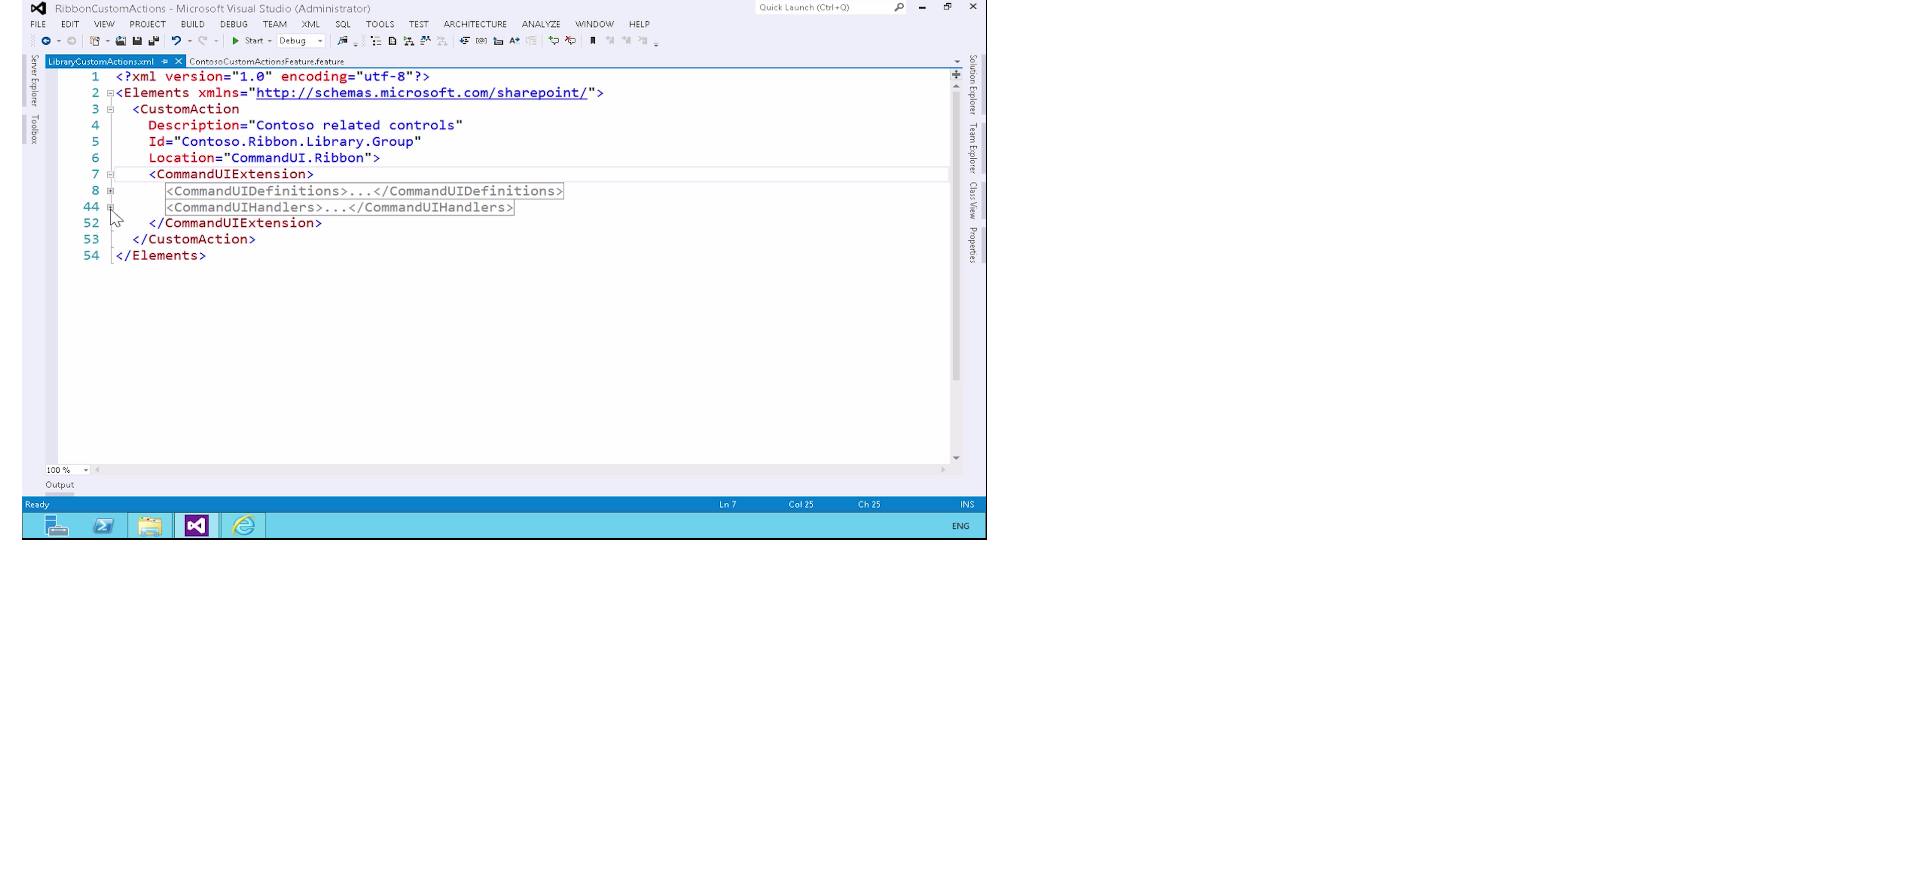 RibbonCustomActions - Microsoft Visual Studio (Administrator)
Quick Launch (Ctrl+Q)
FILE EDIT VIEW PROJECT BUILD DEBUG TEAM XML SQL TOOLS TEST ARCHITECTURE ANALYZE WINDOW HELP
Start Debug
LibraryCustomActions.xml ContosoCustomActionsFeature.feature
1 <?xml version="1.0" encoding="utf-8"?>
2 <Elements xmlns="http://schemas.microsoft.com/sharepoint/">
3 <CustomAction
4 Description="Contoso related controls"
5 Id="Contoso.Ribbon.Library.Group"
6 Location="CommandUI.Ribbon">
7 <CommandUIExtension>
8 <CommandUIDefinitions>...</CommandUIDefinitions>
44 <CommandUIHandlers>...</CommandUIHandlers>
52 </CommandUIExtension>
53 </CustomAction>
54 </Elements>
Server Explorer
Toolbox
Solution Explorer
Team Explorer
Class View
Properties
100 %
Output
Ready Ln 7 Col 25 Ch 25 INS
ENG